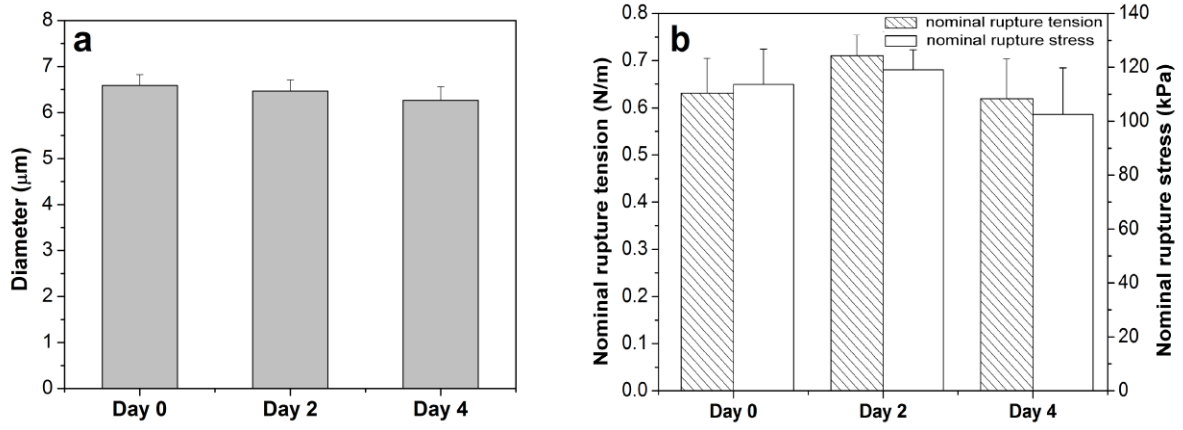 a
8
7
6
5
4
3
2
1
0
Diameter (μm)
Day 0 Day 2 Day 4
b
nominal rupture tension
nominal rupture stress
0.8
0.7
0.6
0.5
0.4
0.3
0.2
0.1
0.0
Nominal rupture tension (N/m)
140
120
100
80
60
40
20
0
Nominal rupture stress (kPa)
Day 0 Day 2 Day 4